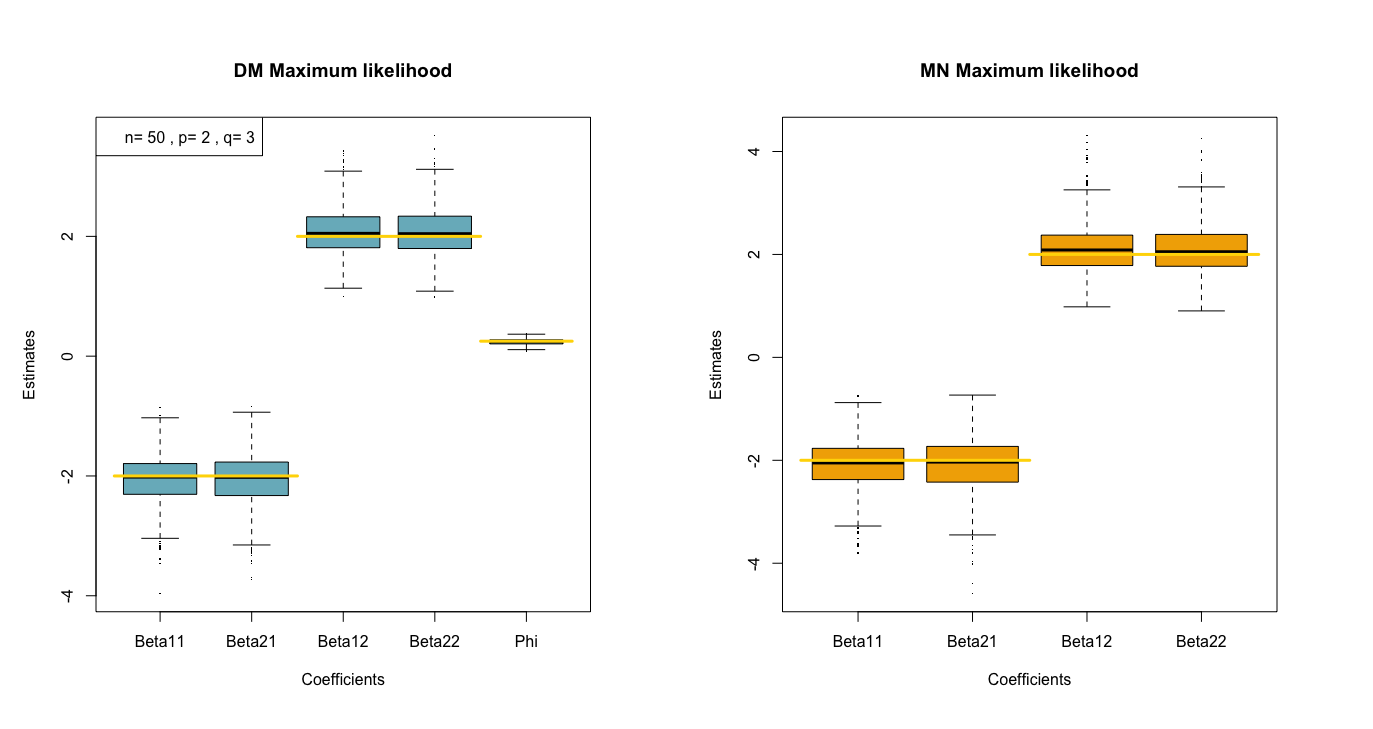 DM Maximum likelihood
n= 50 , p= 2 , q= 3
Estimates
2
0
-2
-4
Beta11
Beta21
Beta12
Beta22
Phi
Coefficients
MN Maximum likelihood
Estimates
4
2
0
-2
-4
Beta11
Beta21
Beta12
Beta22
Coefficients